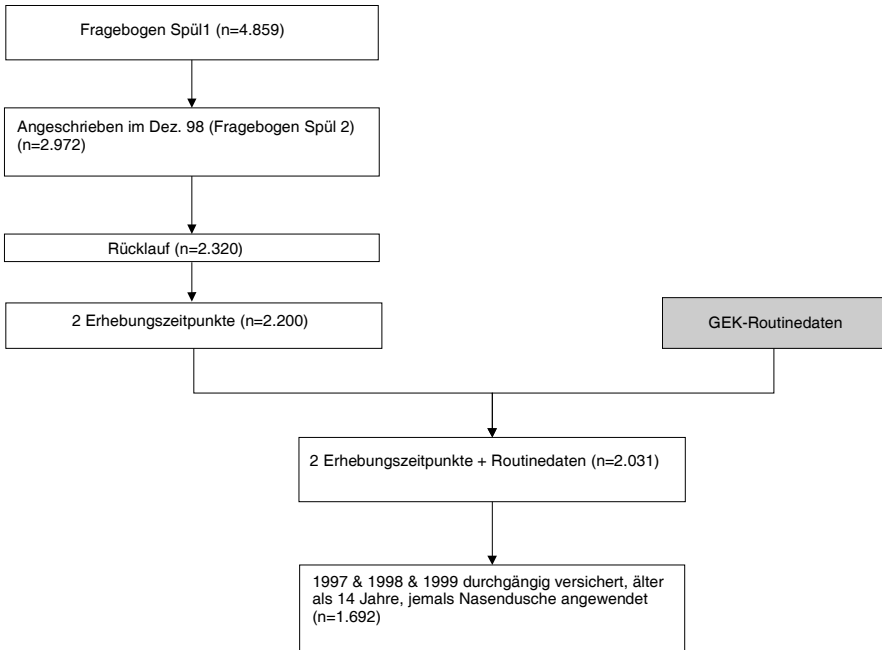 Fragebogen Spül1 (n=4.859)
Angeschrieben im Dez. 98 (Fragebogen Spül 2)
(n=2.972)
Rücklauf (n=2.320)
2 Erhebungszeitpunkte (n=2.200)
GEK-Routinedaten
2 Erhebungszeitpunkte + Routinedaten (n=2.031)
1997 & 1998 & 1999 durchgängig versichert, älter
als 14 Jahre, jemals Nasendusche angewendet
(n=1.692)